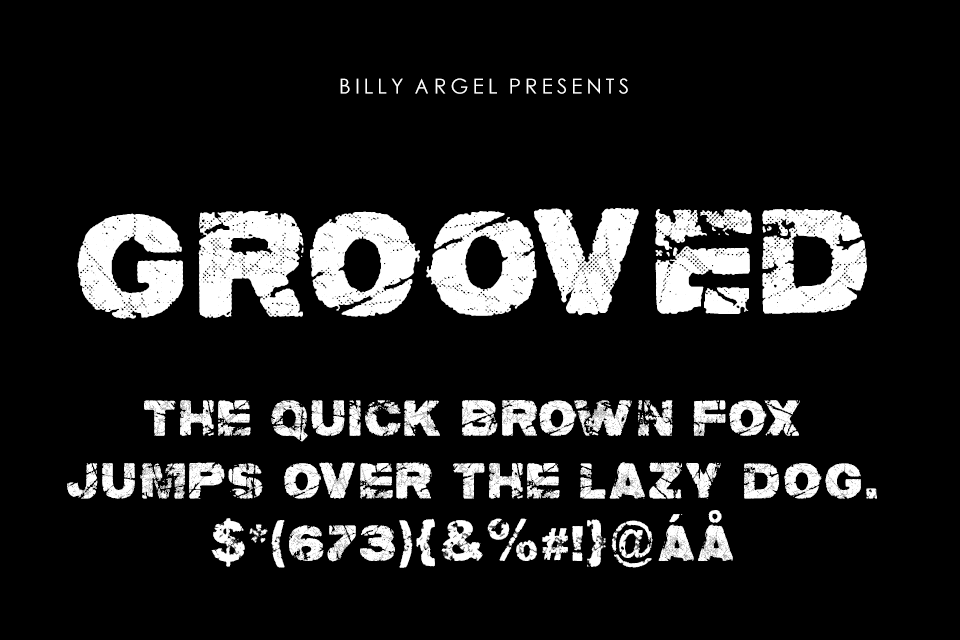 BILLY ARGEL PRESENTS
GROOVED
THE QUICK BROWN FOX
JUMPS OVER THE LAZY DOG.
$*(673){&%#!}@ÁÅ